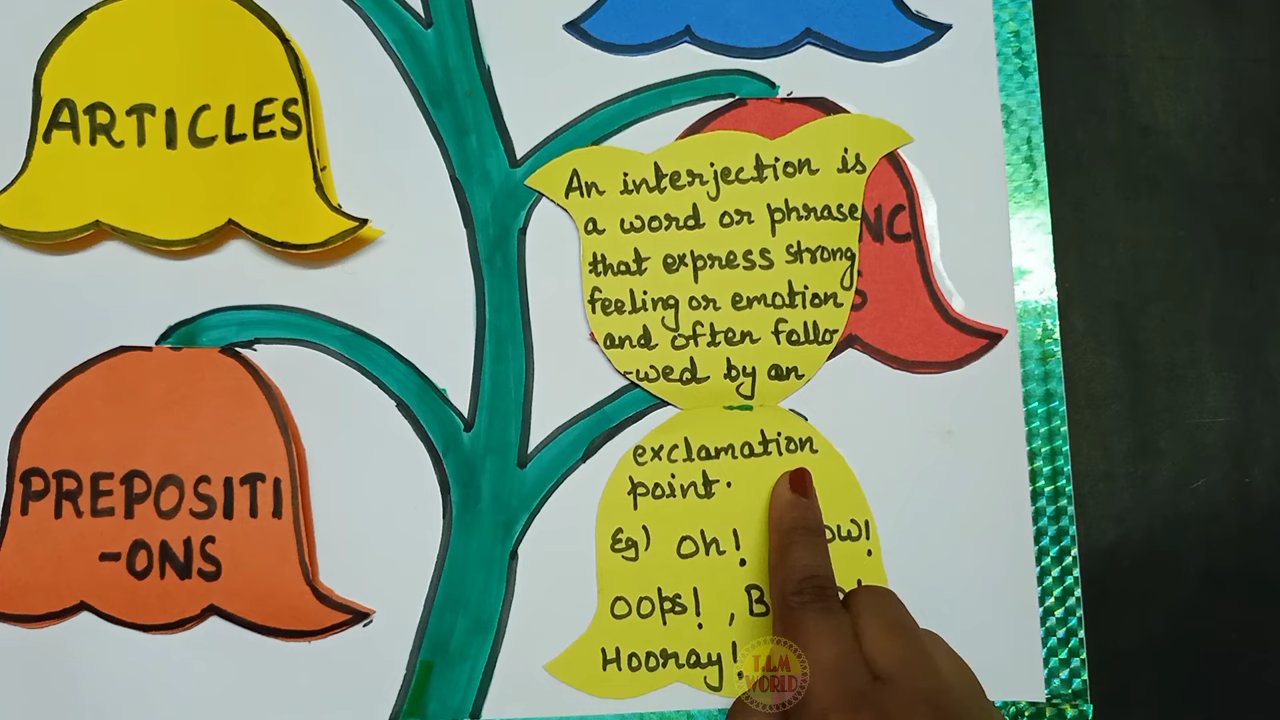 ARTICLES
PREPOSITI
-ONS
An interjection is
a word or phrase
that express strong
feeling or emotion
and often follo
-wed by an
exclamation
point.
Eg) Oh!
Oops! ,
Hooray!
T.L.M
WORLD